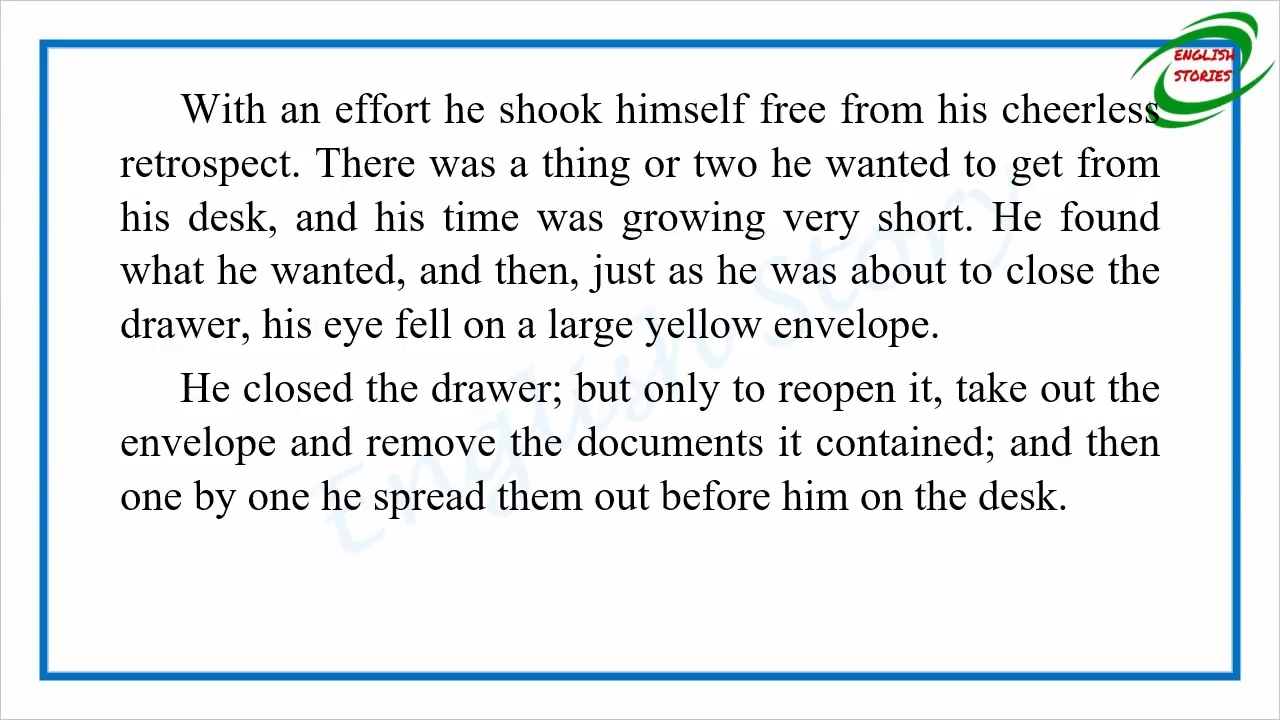 ENGLISH
STORIES
With an effort he shook himself free from his cheerless
retrospect. There was a thing or two he wanted to get from
his desk, and his time was growing very short. He found
what he wanted, and then, just as he was about to close the
drawer, his eye fell on a large yellow envelope.
He closed the drawer; but only to reopen it, take out the
envelope and remove the documents it contained; and then
one by one he spread them out before him on the desk.
English Story